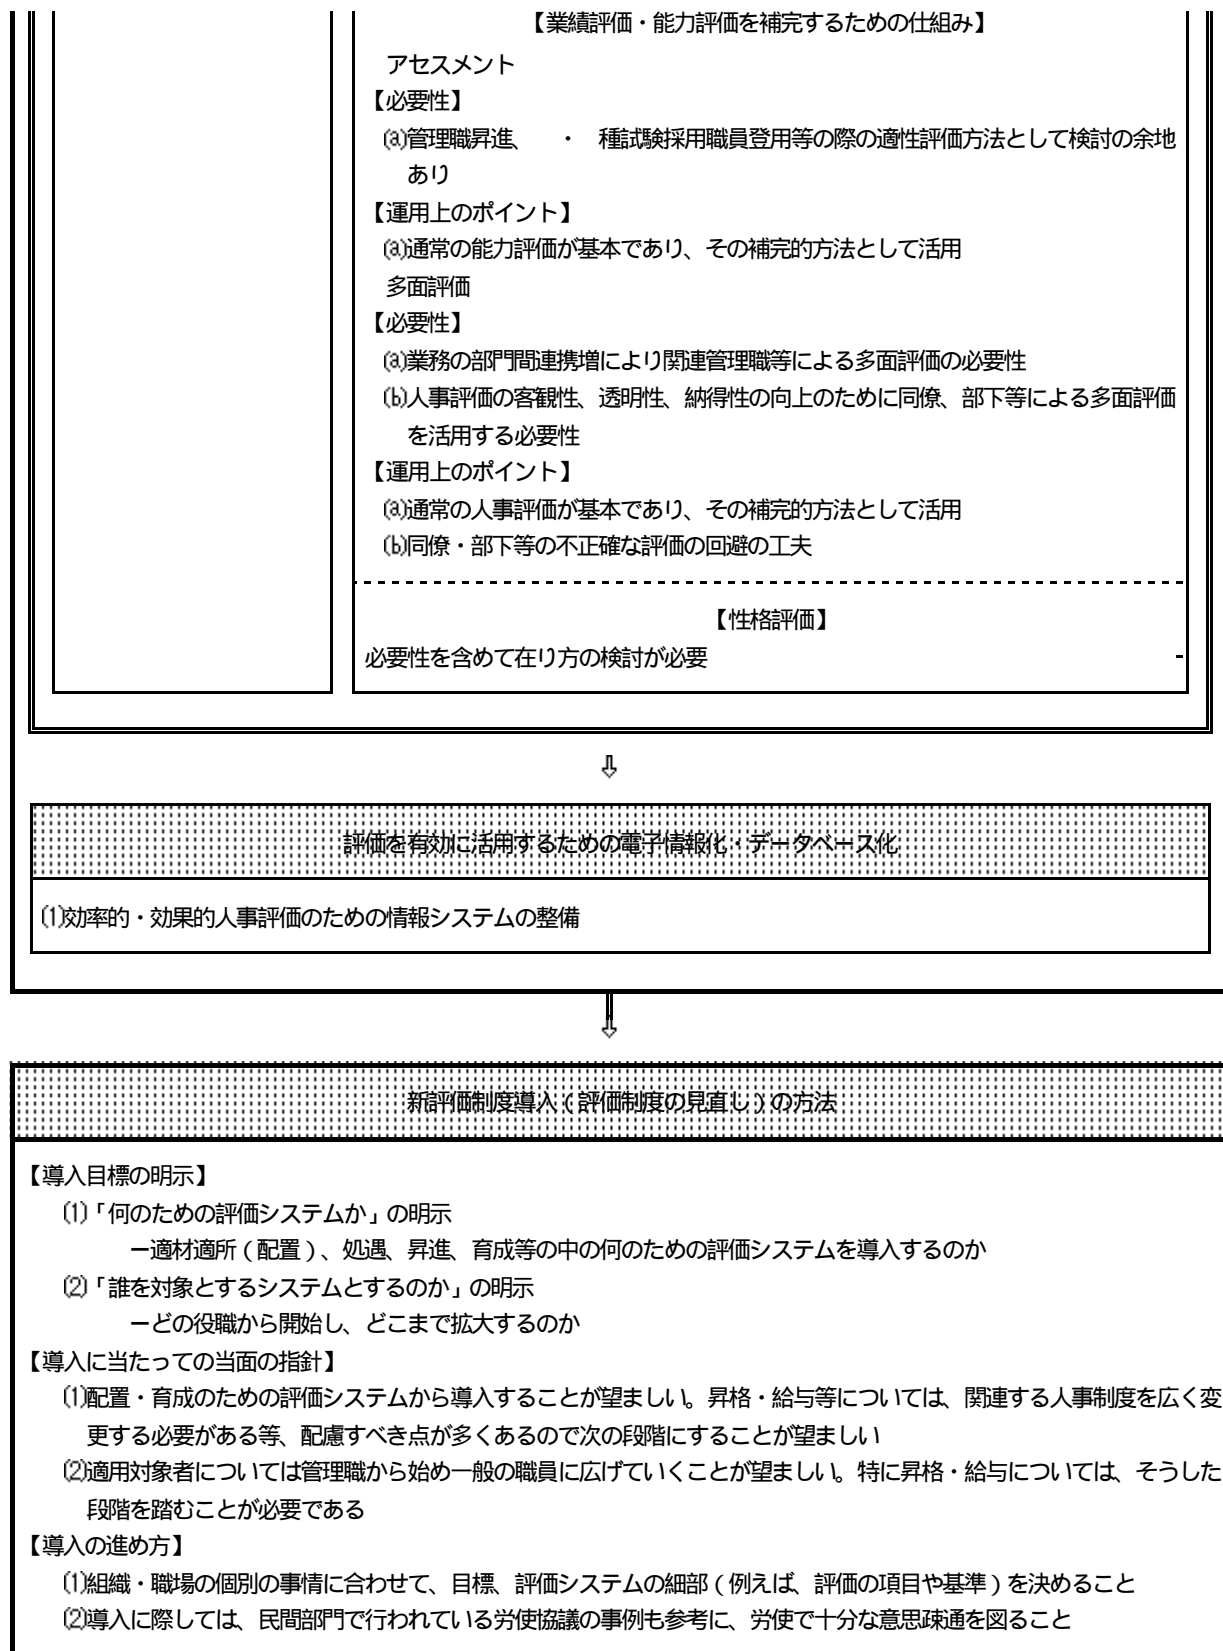 【業績評価・能力評価を補完するための仕組み】
アセスメント
【必要性】
⒜管理職昇進、　・　種試験採用職員登用等の際の適性評価方法として検討の余地
あり
【運用上のポイント】
⒜通常の能力評価が基本であり、その補完的方法として活用
多面評価
【必要性】
⒜業務の部門間連携増により関連管理職等による多面評価の必要性
⒝人事評価の客観性、透明性、納得性の向上のために同僚、部下等による多面評価
を活用する必要性
【運用上のポイント】
⒜通常の人事評価が基本であり、その補完的方法として活用
⒝同僚・部下等の不正確な評価の回避の工夫
【性格評価】
必要性を含めて在り方の検討が必要
⇩
評価を有効に活用するための電子情報化・データベース化
⑴効率的・効果的人事評価のための情報システムの整備
⇩
新評価制度導入（評価制度の見直し）の方法
【導入目標の明示】
⑴「何のための評価システムか」の明示
ー適材適所（配置）、処遇、昇進、育成等の中の何のための評価システムを導入するのか
⑵「誰を対象とするシステムとするのか」の明示
ーどの役職から開始し、どこまで拡大するのか
【導入に当たっての当面の指針】
⑴配置・育成のための評価システムから導入することが望ましい。昇格・給与等については、関連する人事制度を広く変
更する必要がある等、配慮すべき点が多くあるので次の段階にすることが望ましい
⑵適用対象者については管理職から始め一般の職員に広げていくことが望ましい。特に昇格・給与については、そうした
段階を踏むことが必要である
【導入の進め方】
⑴組織・職場の個別の事情に合わせて、目標、評価システムの細部（例えば、評価の項目や基準）を決めること
⑵導入に際しては、民間部門で行われている労使協議の事例も参考に、労使で十分な意思疎通を図ること